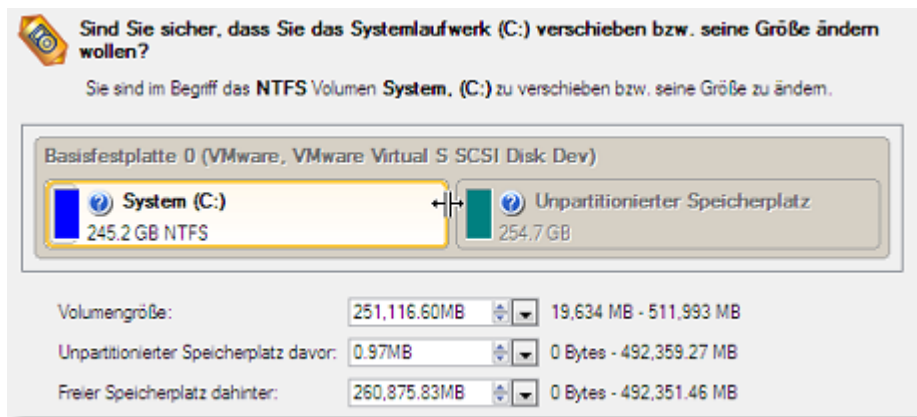 Sind Sie sicher, dass Sie das Systemlaufwerk (C:) verschieben bzw. seine Größe ändern
wollen?
Sie sind im Begriff das NTFS Volumen System, (C:) zu verschieben bzw. seine Größe zu ändern.
Basisfestplatte 0 (VMware, VMware Virtual S SCSI Disk Dev)
System (C:)
245.2 GB NTFS
Unpartitionierter Speicherplatz
254.7 GB
Volumengröße: 251,116.60MB 19,634 MB - 511,993 MB
Unpartitionierter Speicherplatz davor: 0.97MB 0 Bytes - 492,359.27 MB
Freier Speicherplatz dahinter: 260,875.83MB 0 Bytes - 492,351.46 MB